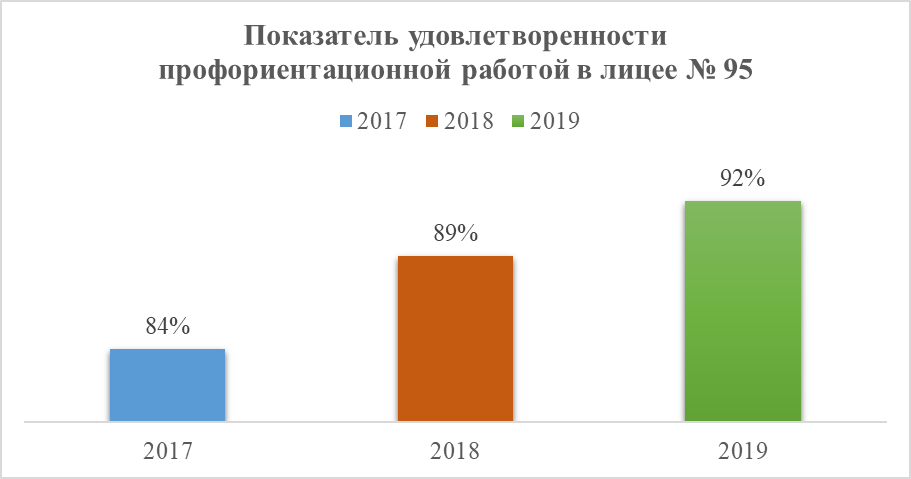 Показатель удовлетворенности
профориентационной работой в лицее № 95
2017 2018 2019
92%
89%
84%
2017 2018 2019